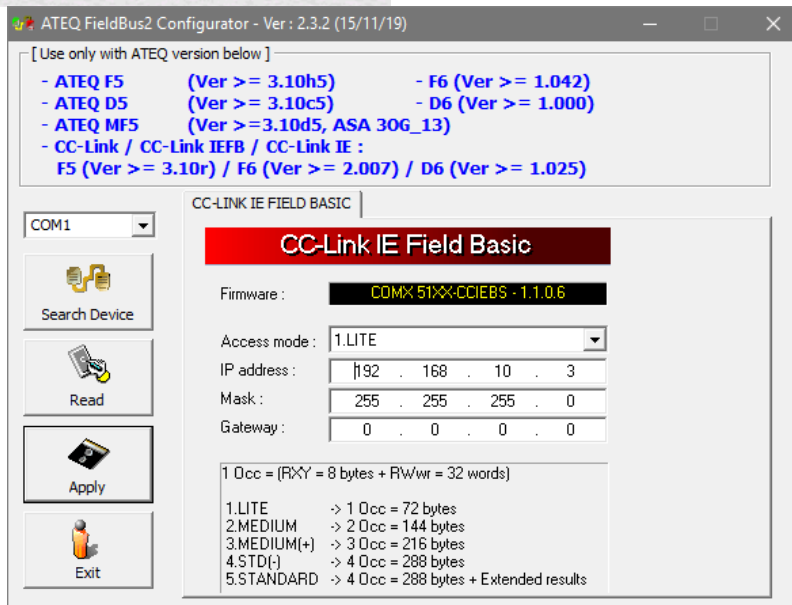 ATEQ FieldBus2 Configurator - Ver : 2.3.2 (15/11/19)
[ Use only with ATEQ version below ]
- ATEQ F5 (Ver >= 3.10h5) - F6 (Ver >= 1.042)
- ATEQ D5 (Ver >= 3.10c5) - D6 (Ver >= 1.000)
- ATEQ MF5 (Ver >=3.10d5, ASA 30G_13)
- CC-Link / CC-Link IEFB / CC-Link IE :
F5 (Ver >= 3.10r) / F6 (Ver >= 2.007) / D6 (Ver >= 1.025)
COM1
Search Device
Read
Apply
Exit
CC-LINK IE FIELD BASIC
CC-Link IE Field Basic
Firmware : COMX 51XX-CCIEBS - 1.1.0.6
Access mode : 1.LITE
IP address : 192 . 168 . 10 . 3
Mask : 255 . 255 . 255 . 0
Gateway : 0 . 0 . 0 . 0
1 Occ = (RXY = 8 bytes + RWwr = 32 words)
1.LITE -> 1 Occ = 72 bytes
2.MEDIUM -> 2 Occ = 144 bytes
3.MEDIUM(+) -> 3 Occ = 216 bytes
4.STD(-) -> 4 Occ = 288 bytes
5.STANDARD -> 4 Occ = 288 bytes + Extended results